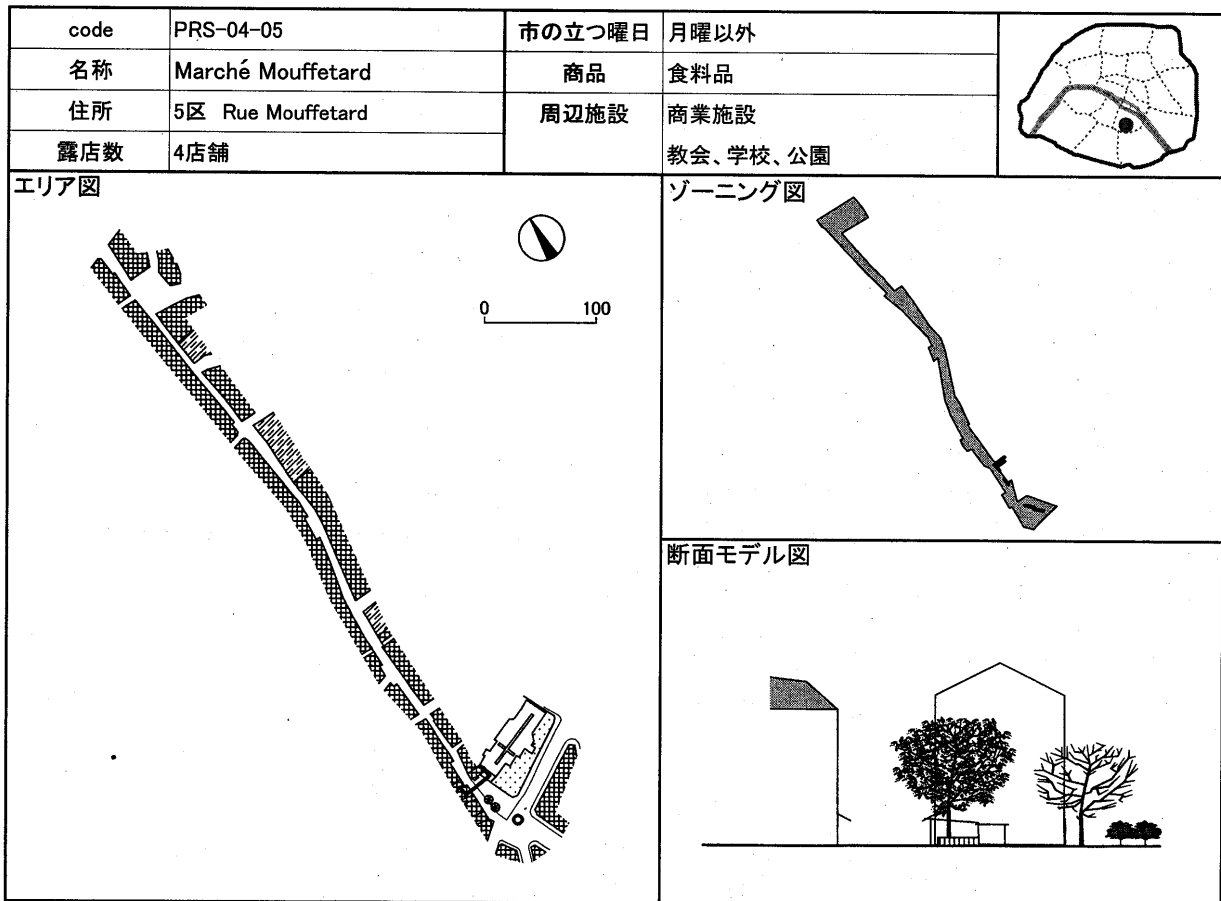 code PRS-04-05 市の立つ曜日 月曜以外
名称 Marché Mouffetard 商品 食料品
住所 5区 Rue Mouffetard 周辺施設 商業施設
露店数 4店舗 教会、学校、公園
エリア図
0 100
ゾーニング図
断面モデル図